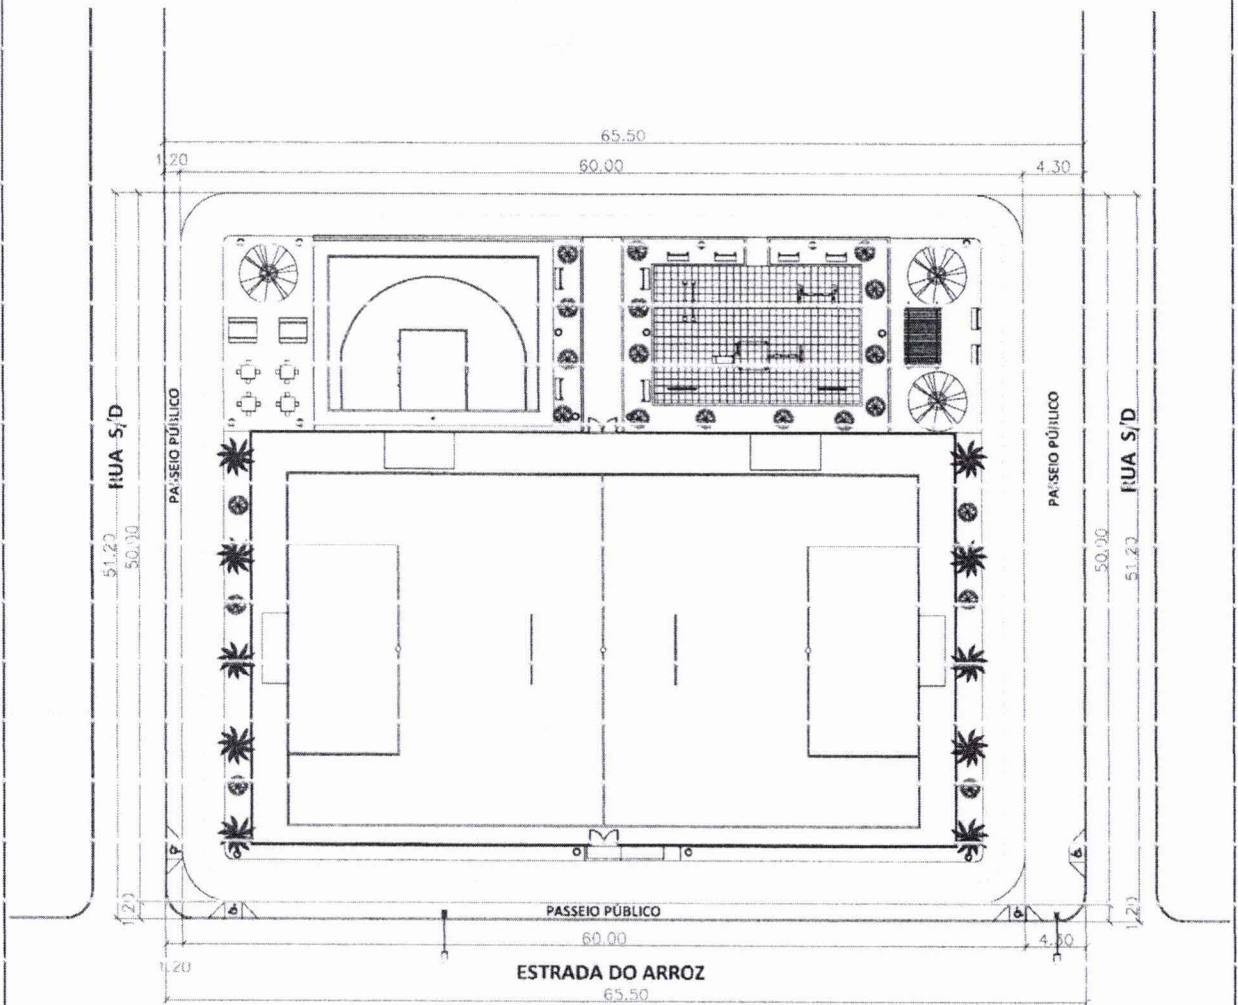 65.50
1.20
60.00
4.30
RUA S/D
PASSEIO PÚBLICO
PASSEIO PÚBLICO
RUA S/D
51.20
50.00
50.00
51.20
1.20
PASSEIO PÚBLICO
1.20
60.00
4.30
1.20
ESTRADA DO ARROZ
65.50